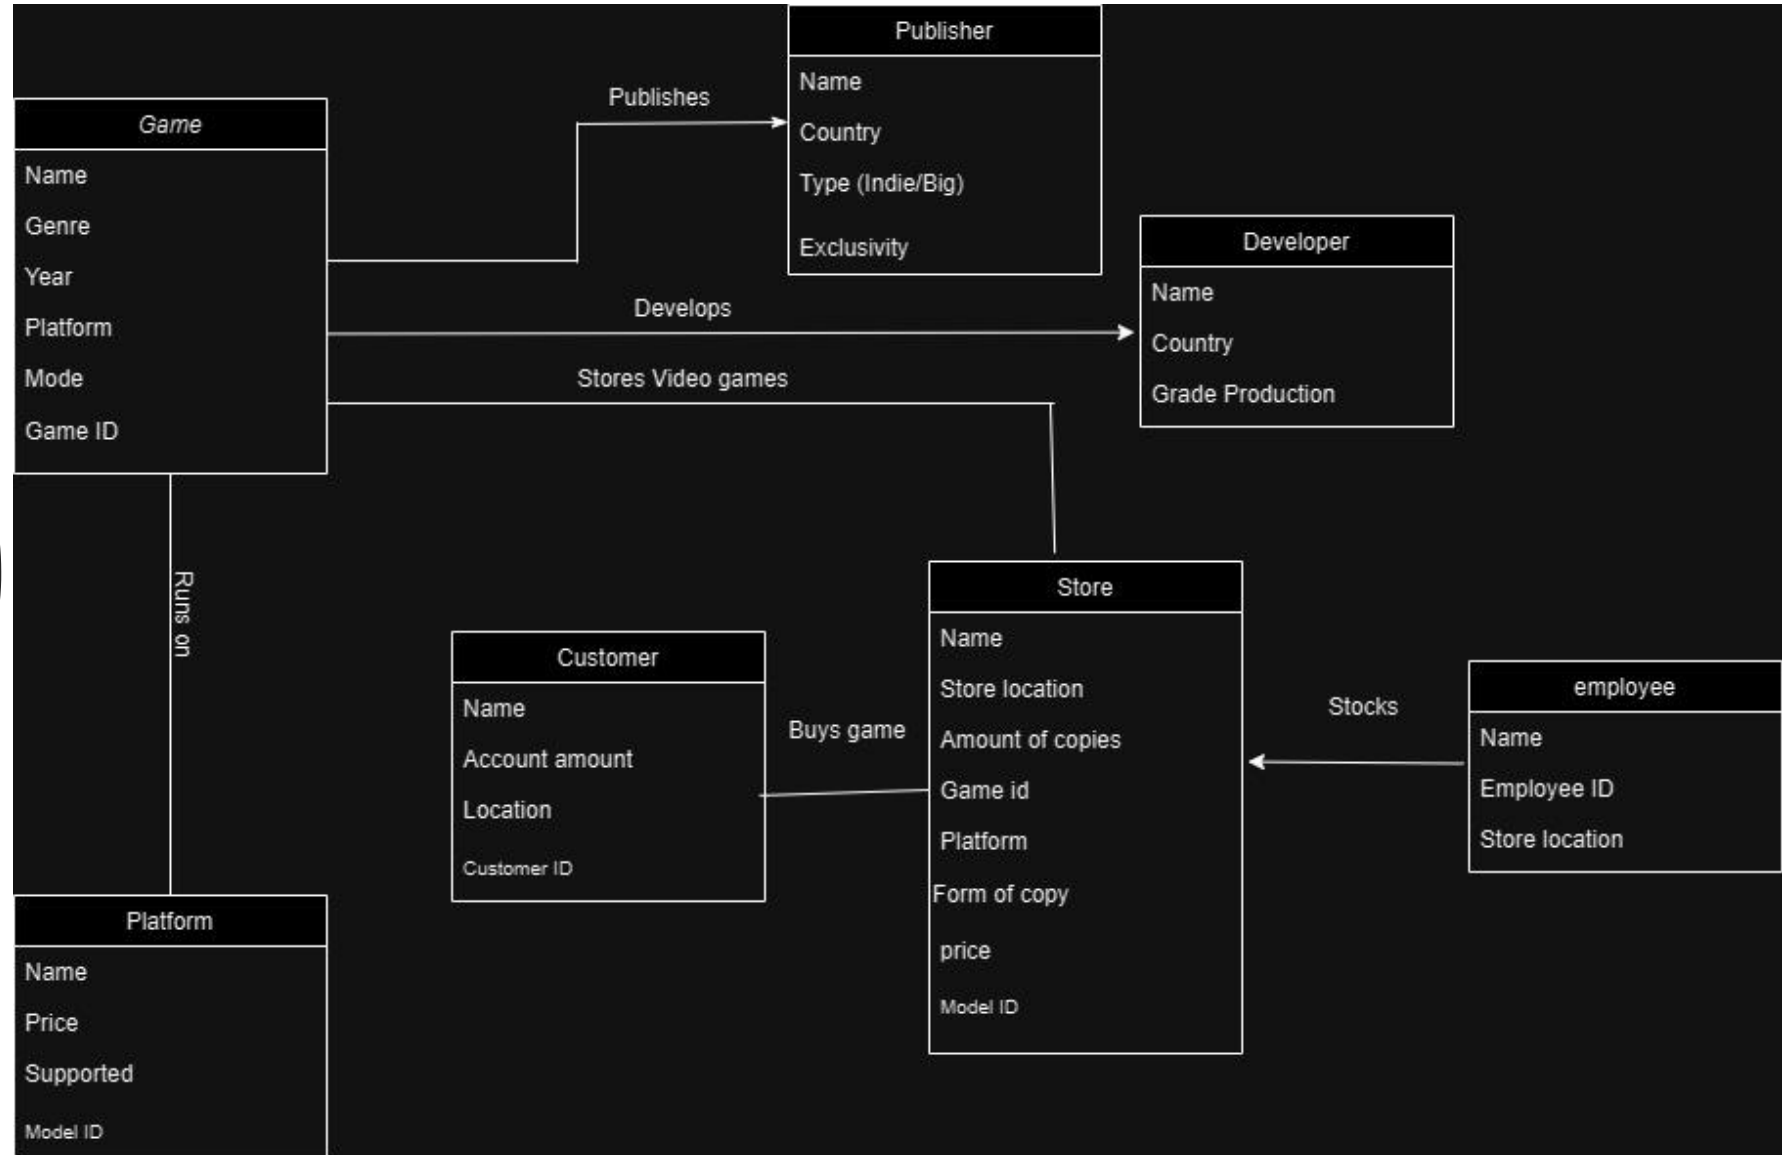 Publisher
Name
Country
Type (Indie/Big)
Exclusivity
Publishes
Game
Name
Genre
Year
Platform
Mode
Game ID
Developer
Name
Country
Grade Production
Develops
Stores Video games
Runs on
Store
Name
Store location
Amount of copies
Game id
Platform
Form of copy
price
Model ID
Customer
Name
Account amount
Location
Customer ID
Buys game
Stocks
employee
Name
Employee ID
Store location
Platform
Name
Price
Supported
Model ID